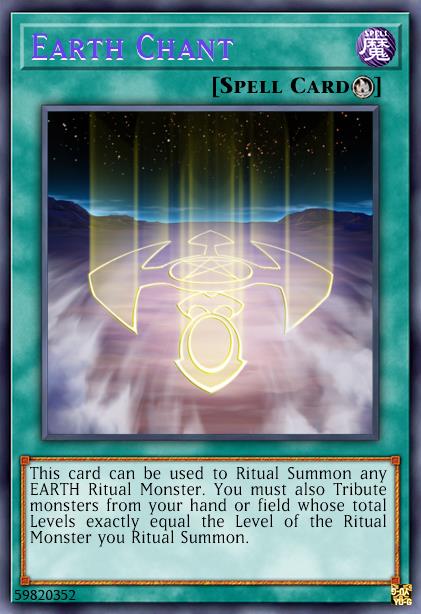 Earth Chant
SPELL
魔
[Spell Card]
This card can be used to Ritual Summon any
EARTH Ritual Monster. You must also Tribute
monsters from your hand or field whose total
Levels exactly equal the Level of the Ritual
Monster you Ritual Summon.
59820352